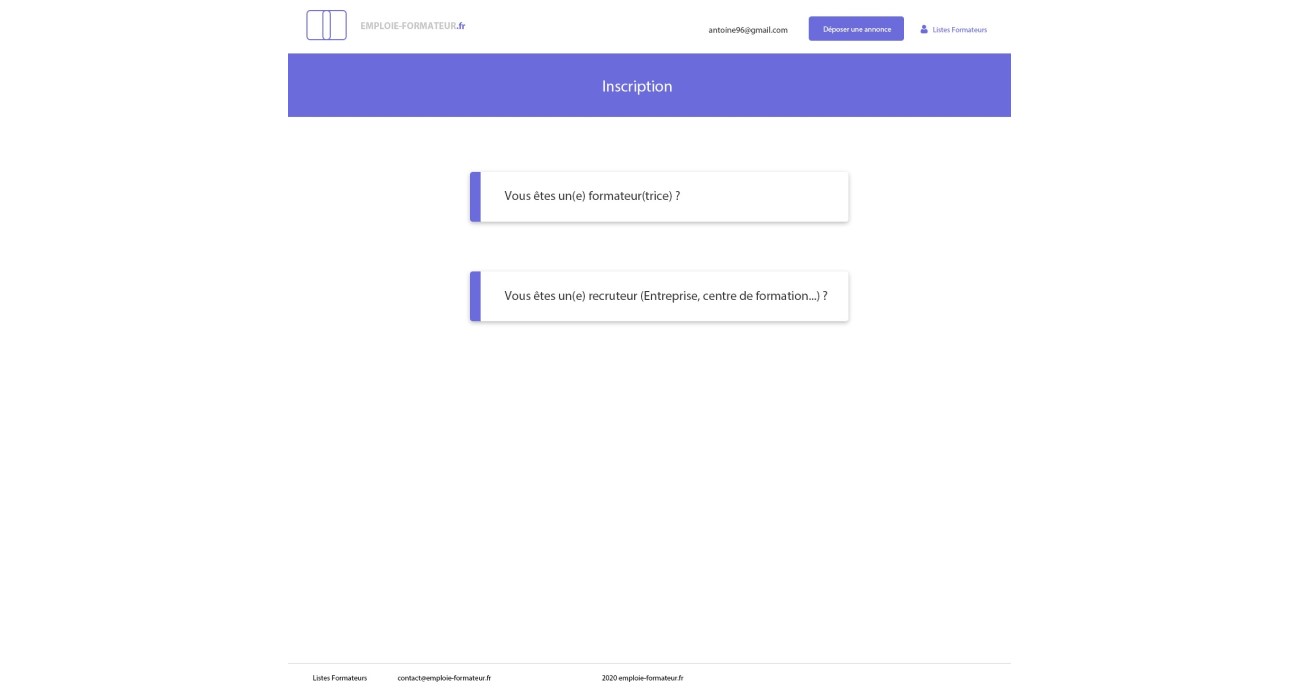 EMPLOIE-FORMATEUR.fr
antoine96@gmail.com
Déposer une annonce
Listes Formateurs
Inscription
Vous êtes un(e) formateur(trice) ?
Vous êtes un(e) recruteur (Entreprise, centre de formation...) ?
Listes Formateurs
contact@emploie-formateur.fr
2020 emploie-formateur.fr